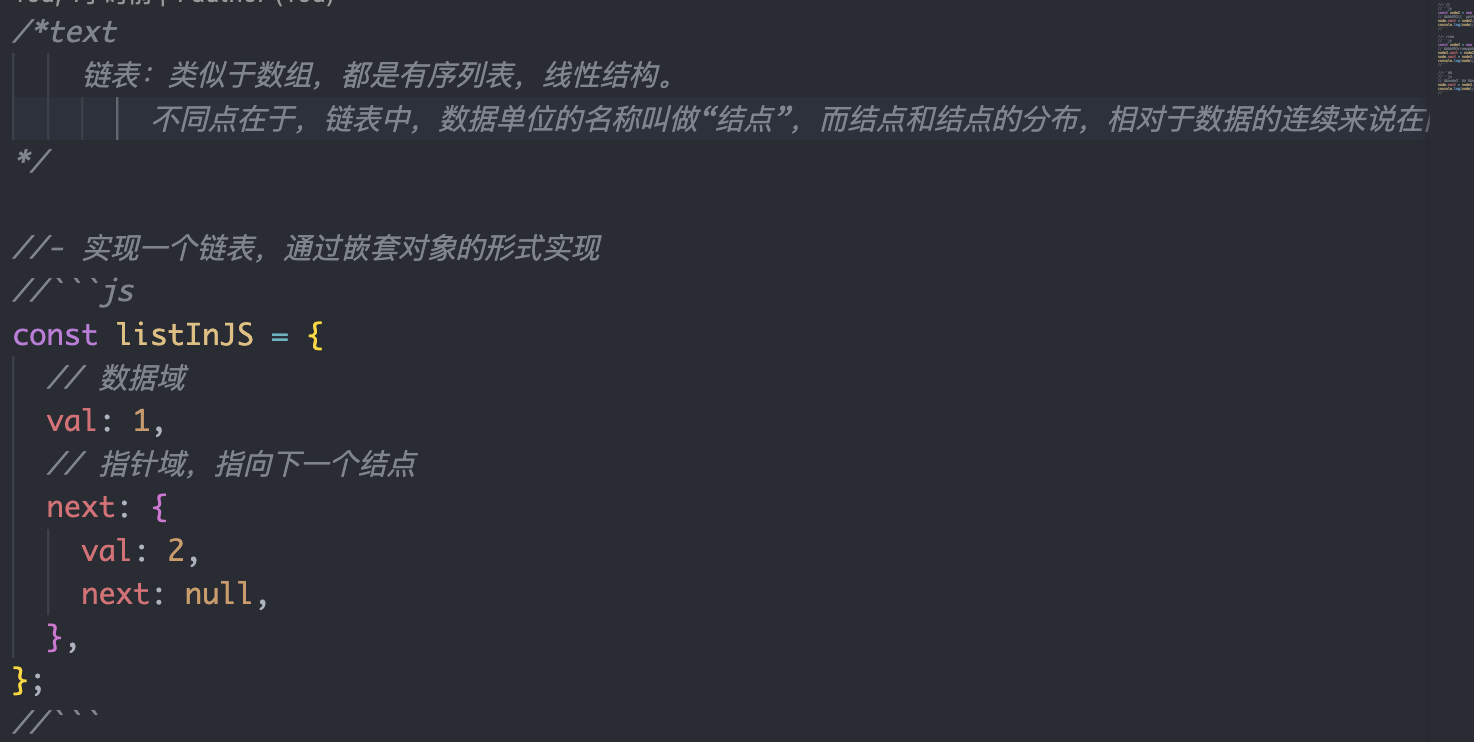 /*text
链表：类似于数组，都是有序列表，线性结构。
不同点在于，链表中，数据单位的名称叫做“结点”，而结点和结点的分布，相对于数据的连续来说在
*/
//- 实现一个链表，通过嵌套对象的形式实现
//```js
const listInJS = {
// 数据域
val: 1,
// 指针域，指向下一个结点
next: {
val: 2,
next: null,
},
};
//```